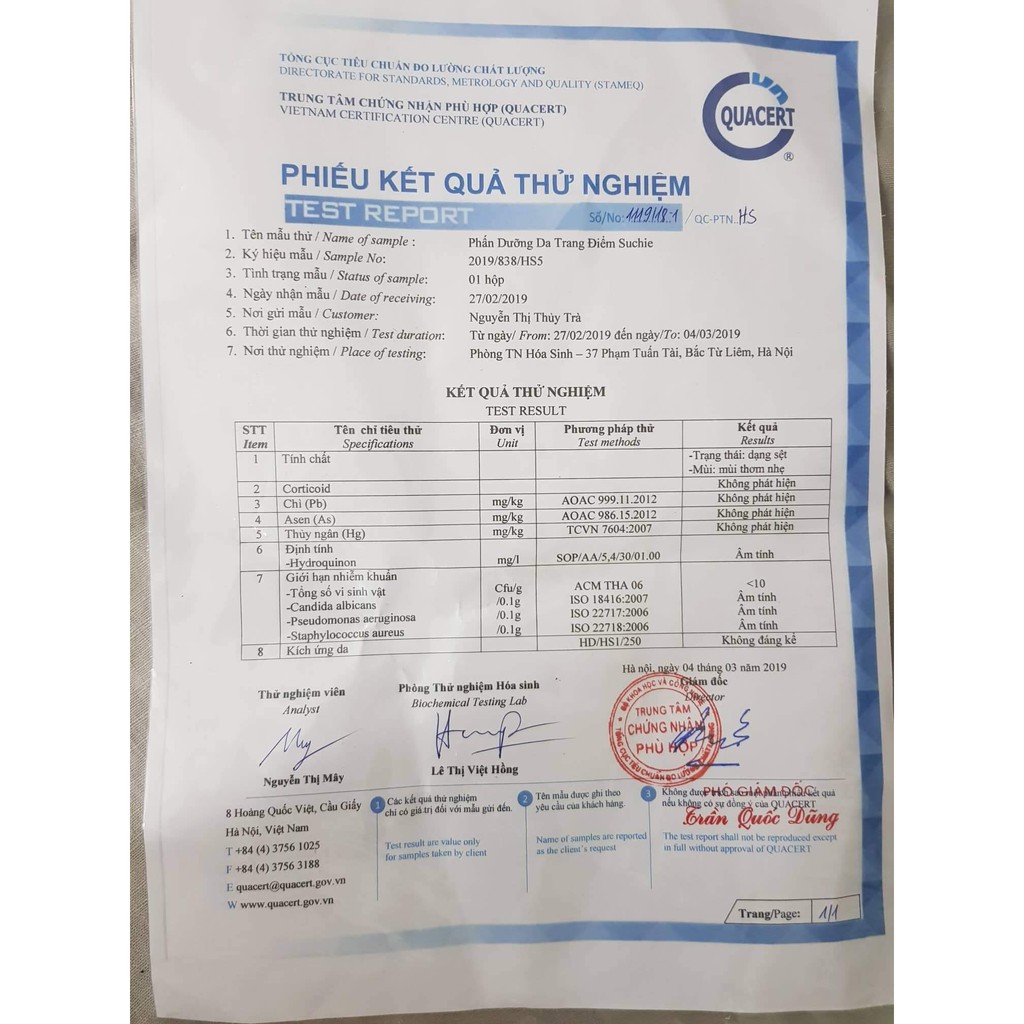 TỔNG CỤC TIÊU CHUẨN ĐO LƯỜNG CHẤT LƯỢNG
DIRECTORATE FOR STANDARDS, METROLOGY AND QUALITY (STAMEQ)
TRUNG TÂM CHỨNG NHẬN PHÙ HỢP (QUACERT)
VIETNAM CERTIFICATION CENTRE (QUACERT)
QUACERT
®
PHIẾU KẾT QUẢ THỬ NGHIỆM
TEST REPORT
Số/No: 1119/18.1 / QC-PTN..HS
1. Tên mẫu thử / Name of sample : Phấn Dưỡng Da Trang Điểm Suchie
2. Ký hiệu mẫu / Sample No: 2019/838/HS5
3. Tình trạng mẫu / Status of sample: 01 hộp
4. Ngày nhận mẫu / Date of receiving: 27/02/2019
5. Nơi gửi mẫu / Customer: Nguyễn Thị Thủy Trà
6. Thời gian thử nghiệm / Test duration: Từ ngày/ From: 27/02/2019 đến ngày/To: 04/03/2019
7. Nơi thử nghiệm / Place of testing: Phòng TN Hóa Sinh – 37 Phạm Tuấn Tài, Bắc Từ Liêm, Hà Nội
KẾT QUẢ THỬ NGHIỆM
TEST RESULT
STT Tên chỉ tiêu thử Đơn vị Phương pháp thử Kết quả
Item Specifications Unit Test methods Results
1 Tính chất -Trạng thái: dạng sệt
-Mùi: mùi thơm nhẹ
2 Corticoid Không phát hiện
3 Chì (Pb) mg/kg AOAC 999.11.2012 Không phát hiện
4 Asen (As) mg/kg AOAC 986.15.2012 Không phát hiện
5 Thủy ngân (Hg) mg/kg TCVN 7604:2007 Không phát hiện
6 Định tính
-Hydroquinon mg/l SOP/AA/5,4/30/01.00 Âm tính
7 Giới hạn nhiễm khuẩn
-Tổng số vi sinh vật Cfu/g ACM THA 06 <10
-Candida albicans /0.1g ISO 18416:2007 Âm tính
-Pseudomonas aeruginosa /0.1g ISO 22717:2006 Âm tính
-Staphylococcus aureus /0.1g ISO 22718:2006 Âm tính
8 Kích ứng da HD/HS1/250 Không đáng kể
Hà nội, ngày 04 tháng 03 năm 2019
Thử nghiệm viên Phòng Thử nghiệm Hóa sinh Giám đốc
Analyst Biochemical Testing Lab Director
TRUNG TÂM
CHỨNG NHẬN
PHÙ HỢP
Nguyễn Thị Mây Lê Thị Việt Hồng
PHÓ GIÁM ĐỐC
Trần Quốc Dũng
8 Hoàng Quốc Việt, Cầu Giấy
Hà Nội, Việt Nam
T +84 (4) 3756 1025
F +84 (4) 3756 3188
E quacert@quacert.gov.vn
W www.quacert.gov.vn
1 Các kết quả thử nghiệm
chỉ có giá trị đối với mẫu gửi đến.
Test result are value only
for samples taken by client
2 Tên mẫu được ghi theo
yêu cầu của khách hàng.
Name of samples are reported
as the client's request
3 Không được kết quả
nếu không có sự đồng ý của QUACERT
The test report shall not be reproduced except
in full without approval of QUACERT
Trang/Page: 1/1